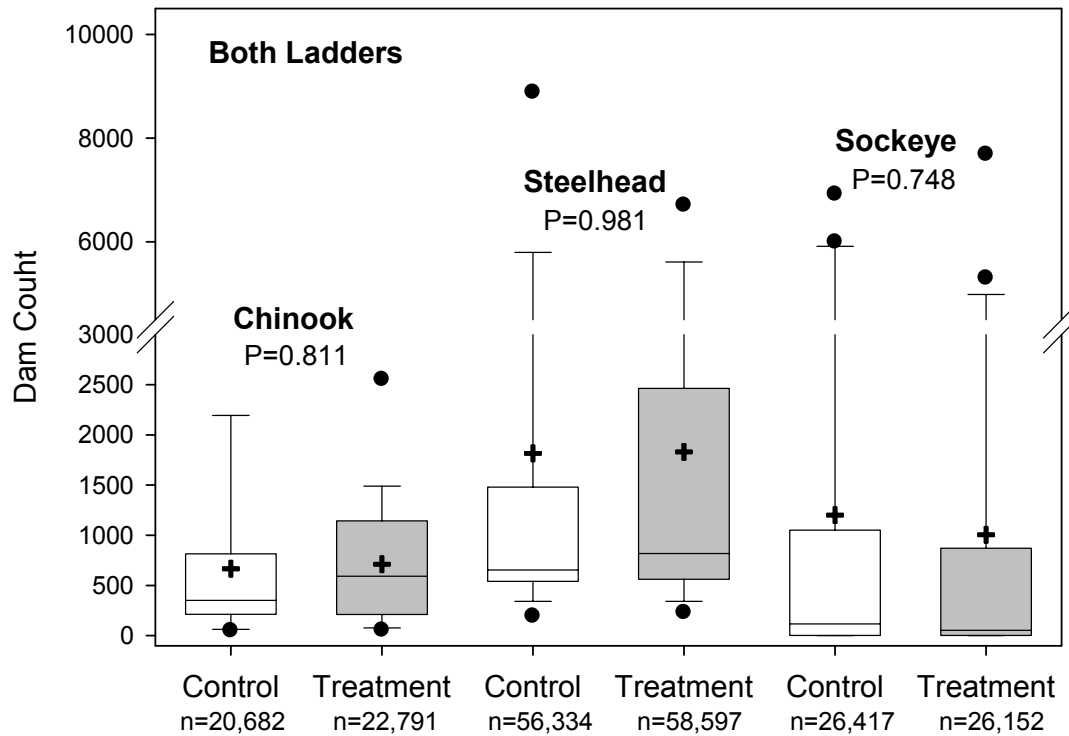 10000
Both Ladders
8000
Sockeye
P=0.748
Steelhead
P=0.981
6000
Chinook
P=0.811
3000
2500
2000
1500
1000
500
0
Dam Couht
Control Treatment Control Treatment Control Treatment
n=20,682 n=22,791 n=56,334 n=58,597 n=26,417 n=26,152